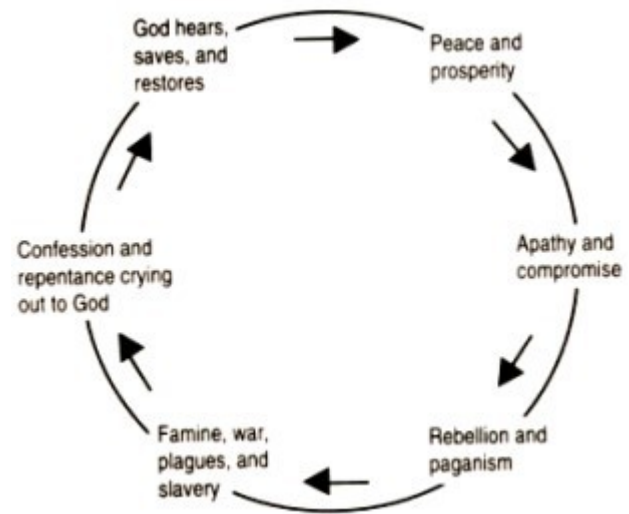 God hears,
saves, and
restores
Peace and
prosperity
Apathy and
compromise
Rebellion and
paganism
Famine, war,
plagues, and
slavery
Confession and
repentance crying
out to God